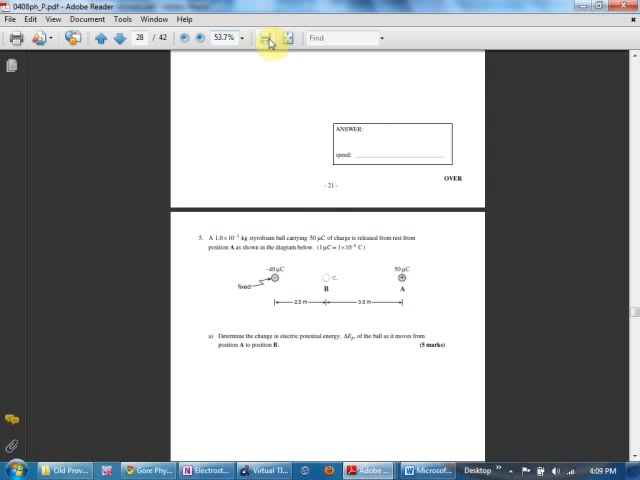 0408ph_P.pdf - Adobe Reader
File Edit View Document Tools Window Help
28 / 42 53.7% Find
ANSWER:
speed:
OVER
- 21 -
5. A 1.0 × 10⁻³ kg styrofoam ball carrying 50 μC of charge is released from rest from
position A as shown in the diagram below. (1 μC = 1×10⁻⁶ C)
−40 μC 50 μC
fixed
B A
2.0 m 3.0 m
a) Determine the change in electric potential energy, ΔEₚ, of the ball as it moves from
position A to position B. (5 marks)
Old Prov... Gore Phy... Electrost... Virtual TI... Adobe ... Microsof... Desktop 4:09 PM